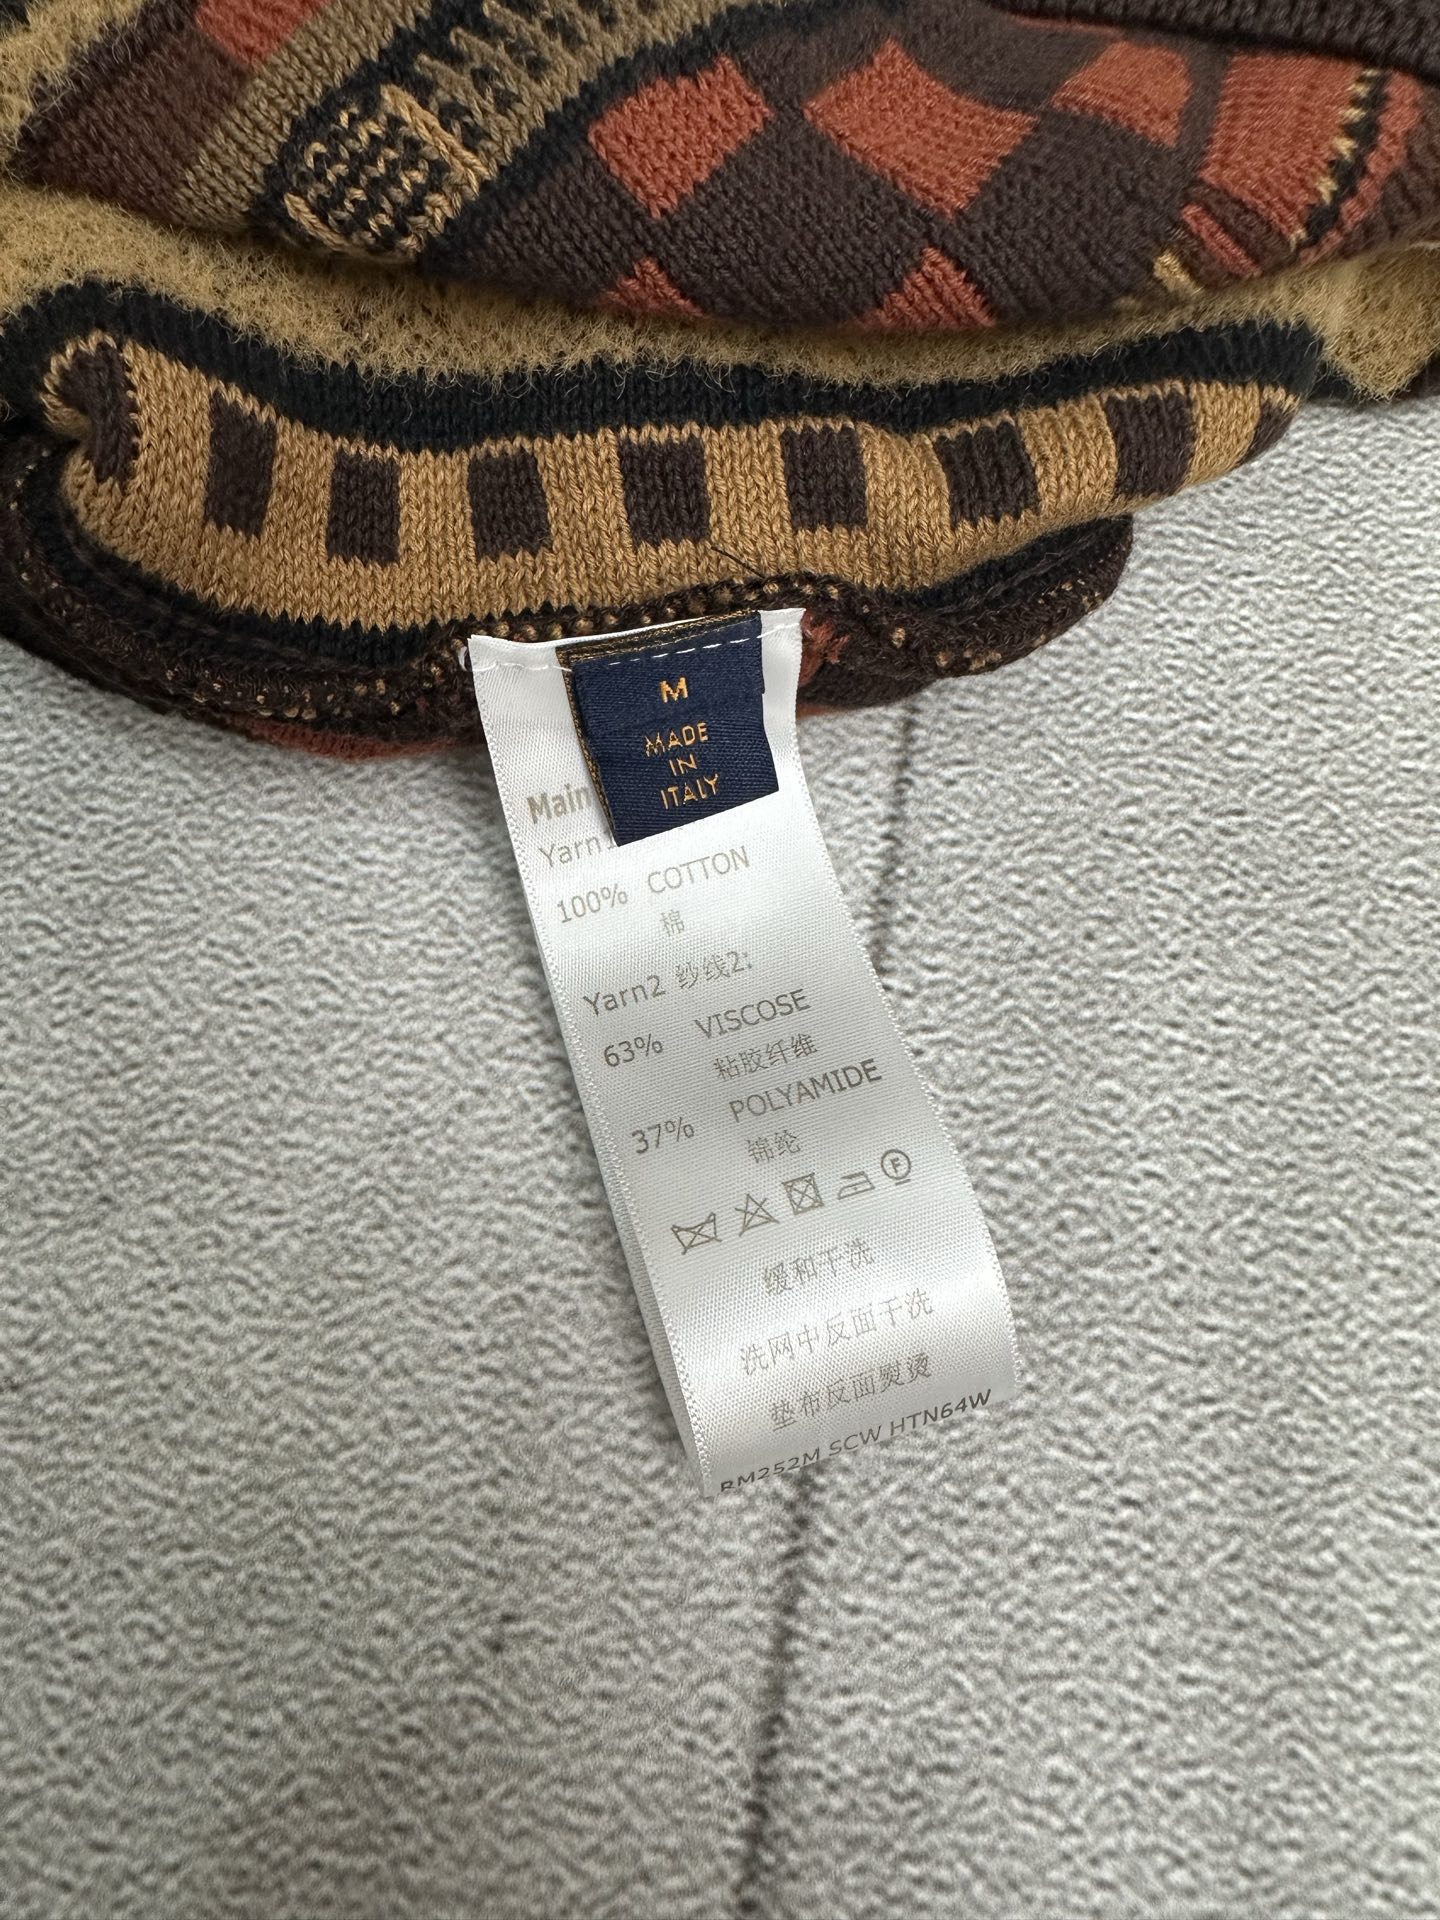 M
MADE
IN
ITALY
Main
Yarn1
100% COTTON
棉
Yarn2 纱线2:
63% VISCOSE
粘胶纤维
37% POLYAMIDE
锦纶
F
缓和干洗
洗网中反面干洗
垫布反面熨烫
RM252M SCW HTN64W